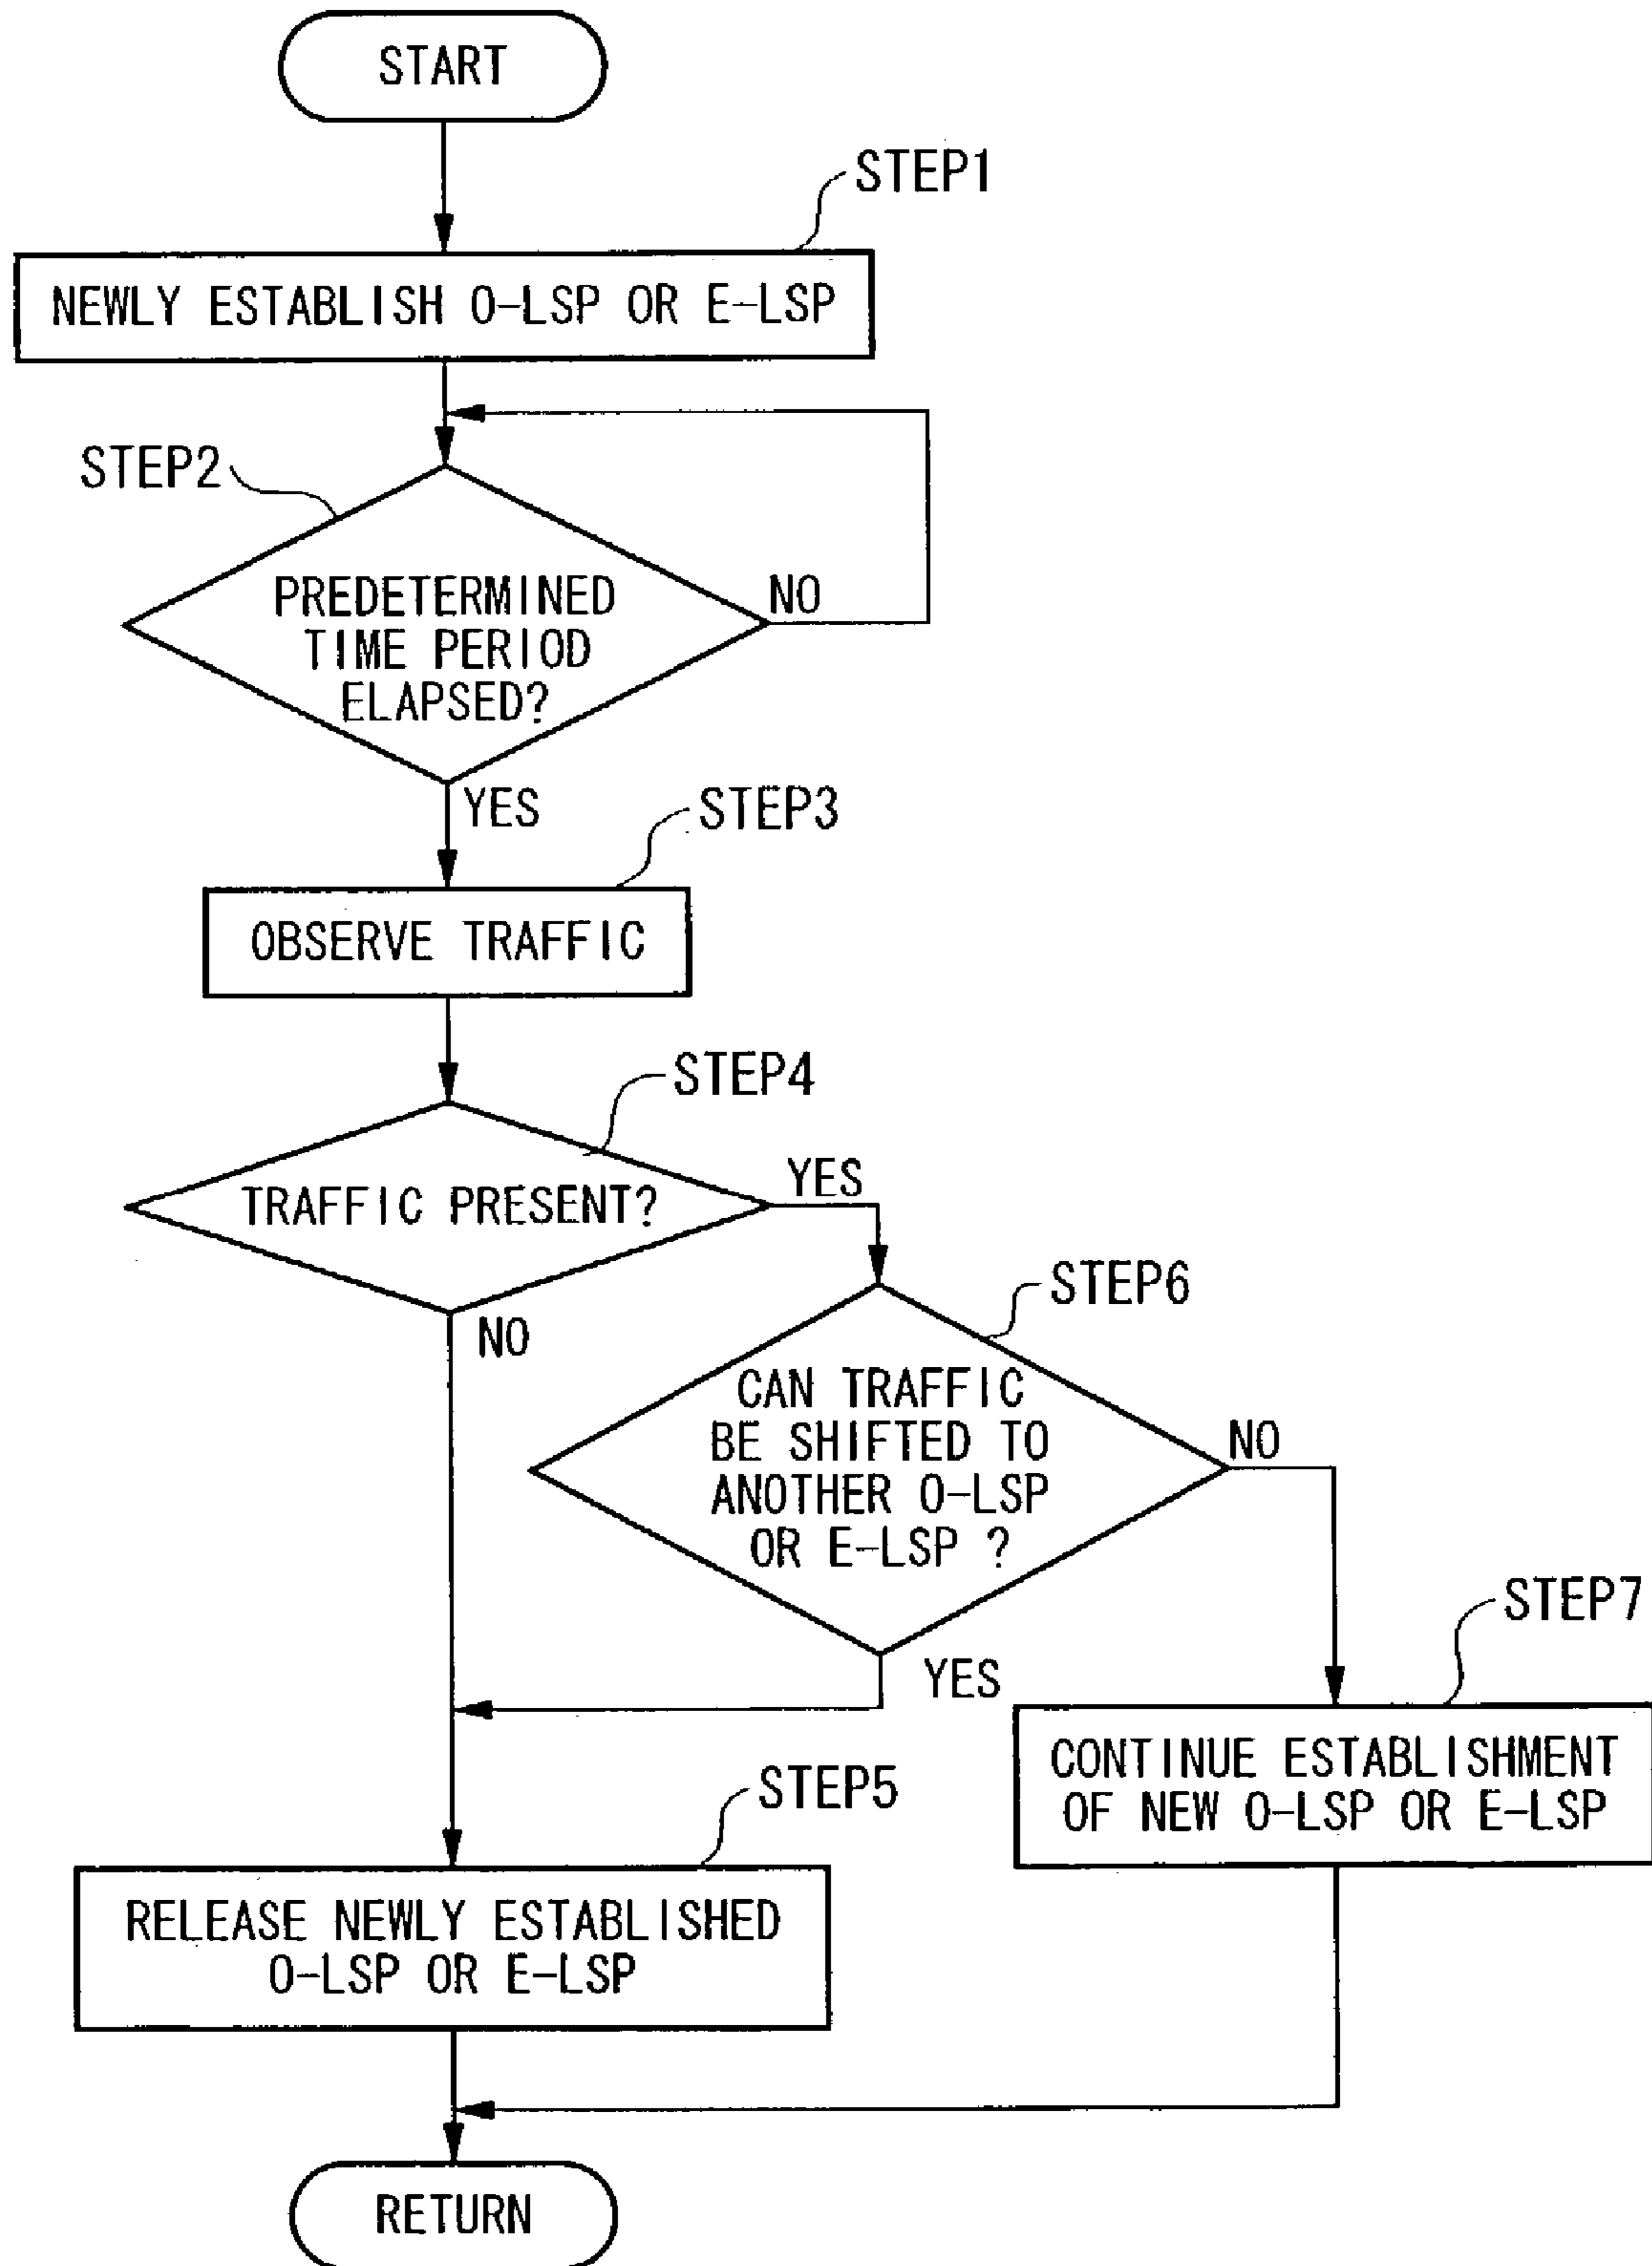 START
STEP1
NEWLY ESTABLISH O-LSP OR E-LSP
STEP2
PREDETERMINED
TIME PERIOD
ELAPSED?
NO
YES
STEP3
OBSERVE TRAFFIC
STEP4
TRAFFIC PRESENT?
YES
NO
STEP6
CAN TRAFFIC
BE SHIFTED TO
ANOTHER O-LSP
OR E-LSP ?
NO
YES
STEP7
CONTINUE ESTABLISHMENT
OF NEW O-LSP OR E-LSP
STEP5
RELEASE NEWLY ESTABLISHED
O-LSP OR E-LSP
RETURN